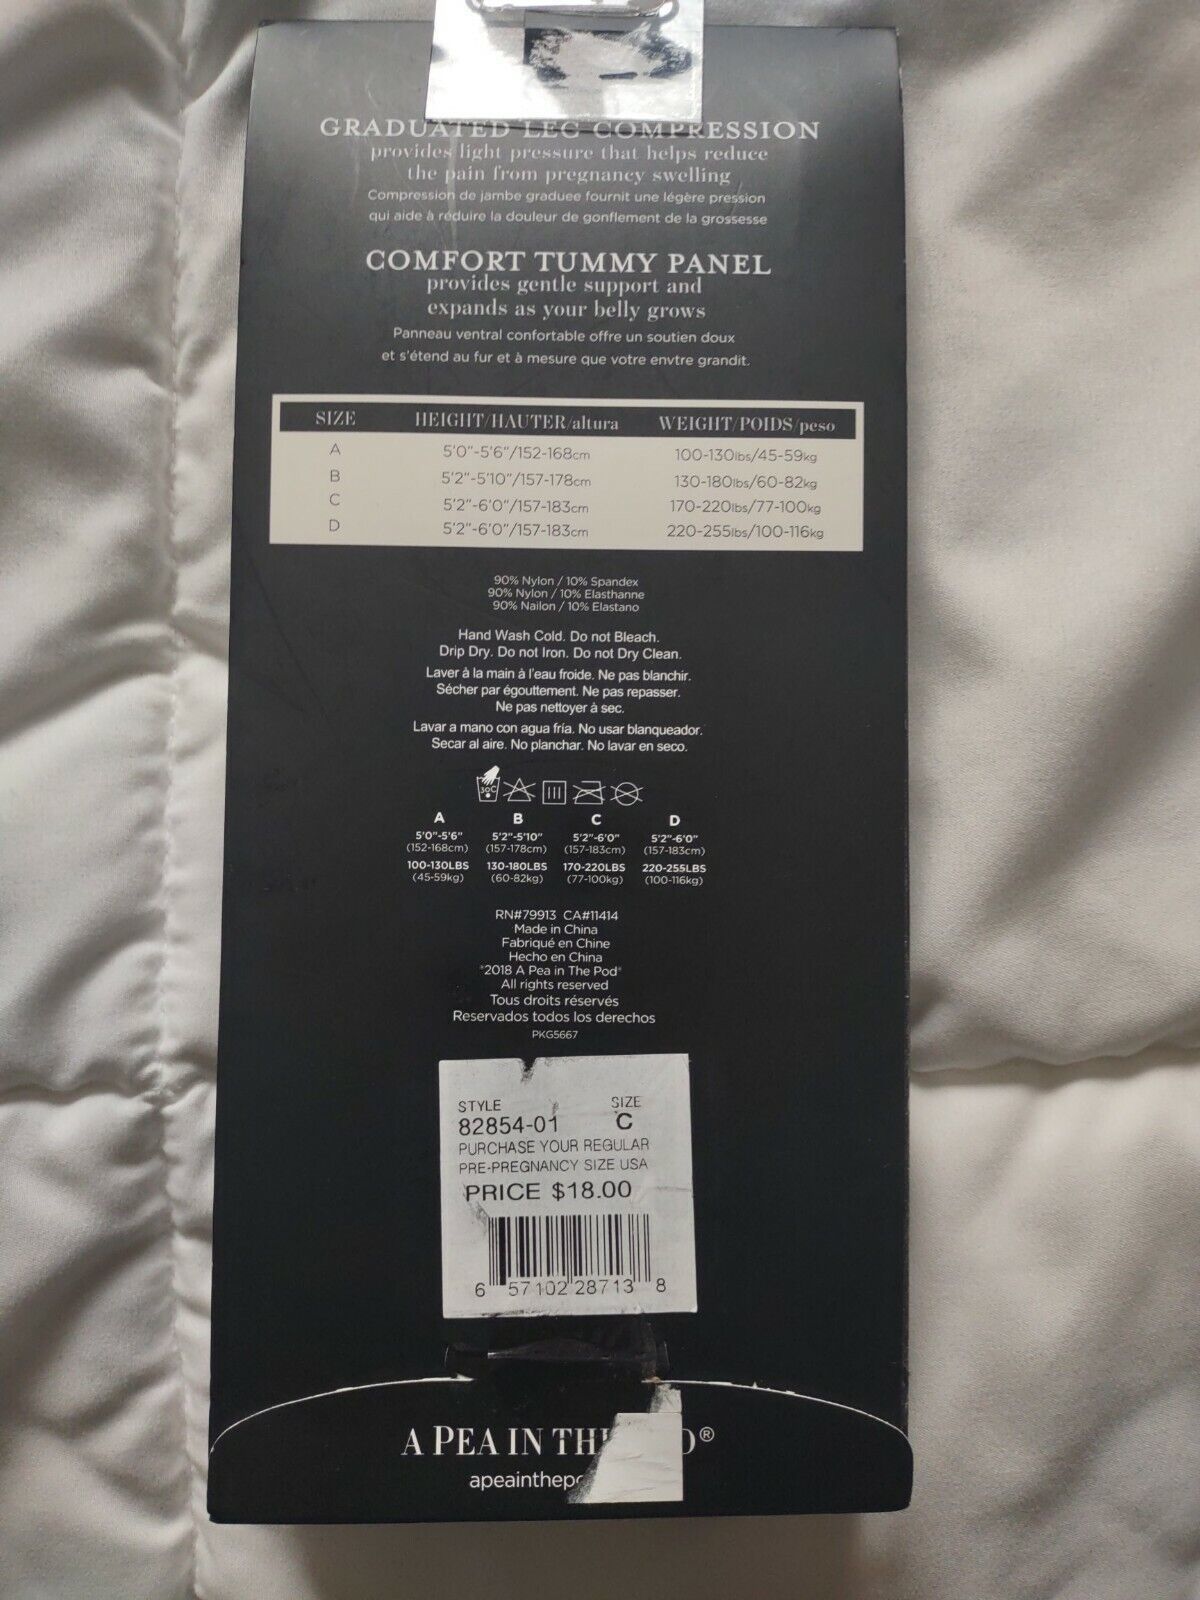 GRADUATED LEG COMPRESSION
provides light pressure that helps reduce
the pain from pregnancy swelling
Compression de jambe graduee fournit une légère pression
qui aide à réduire la douleur de gonflement de la grossesse
COMFORT TUMMY PANEL
provides gentle support and
expands as your belly grows
Panneau ventral confortable offre un soutien doux
et s'étend au fur et à mesure que votre envtre grandit.
SIZE HEIGHT/HAUTER/altura WEIGHT/POIDS/peso
A 5'0"-5'6"/152-168cm 100-130lbs/45-59kg
B 5'2"-5'10"/157-178cm 130-180lbs/60-82kg
C 5'2"-6'0"/157-183cm 170-220lbs/77-100kg
D 5'2"-6'0"/157-183cm 220-255lbs/100-116kg
90% Nylon / 10% Spandex
90% Nylon / 10% Elasthanne
90% Nailon / 10% Elastano
Hand Wash Cold. Do not Bleach.
Drip Dry. Do not Iron. Do not Dry Clean.
Laver à la main à l'eau froide. Ne pas blanchir.
Sécher par égouttement. Ne pas repasser.
Ne pas nettoyer à sec.
Lavar a mano con agua fría. No usar blanqueador.
Secar al aire. No planchar. No lavar en seco.
30C
A B C D
5'0"-5'6" 5'2"-5'10" 5'2"-6'0" 5'2"-6'0"
(152-168cm) (157-178cm) (157-183cm) (157-183cm)
100-130LBS 130-180LBS 170-220LBS 220-255LBS
(45-59kg) (60-82kg) (77-100kg) (100-116kg)
RN#79913 CA#11414
Made in China
Fabriqué en Chine
Hecho en China
"2018 A Pea in The Pod"
All rights reserved
Tous droits réservés
Reservados todos los derechos
PKG5667
STYLE SIZE
82854-01 C
PURCHASE YOUR REGULAR
PRE-PREGNANCY SIZE USA
PRICE $18.00
6 57102 28713 8
A PEA IN TH D®
apeainthepo